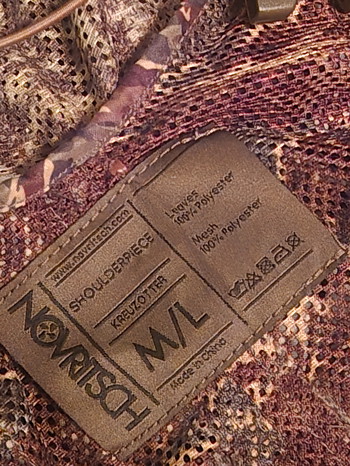 NOVRITSCH
www.novritsch.com
SHOULDERPIECE
KREUZOTTER
M/L
Made in China
Leaves
100% Polyester
Mesh
100% Polyester